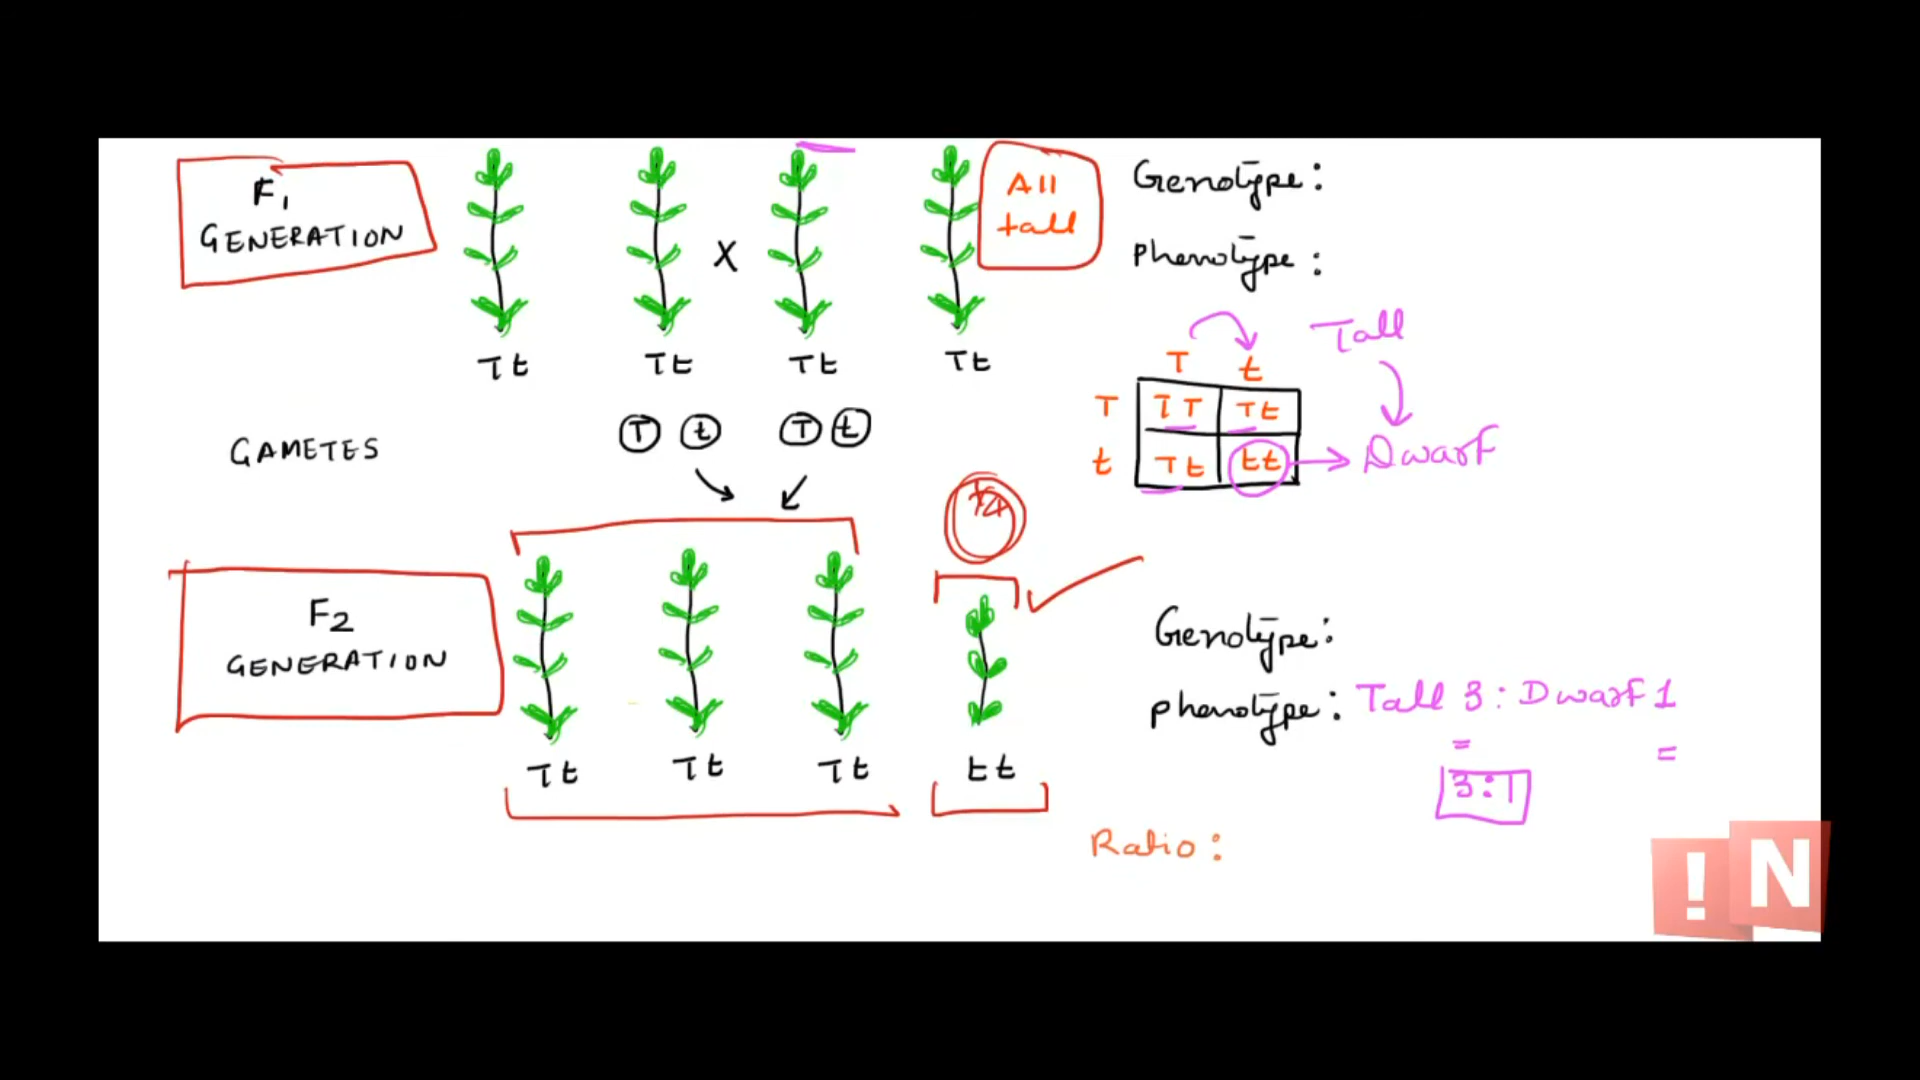 F1
GENERATION
All
tall
Genotype:
Phenotype:
X
Tt
Tt
Tt
Tt
Tall
T t
T TT Tt
t Tt tt
Dwarf
GAMETES
T t T t
F2
GENERATION
Genotype:
phenotype: Tall 3 : Dwarf 1
= =
3:1
Tt
Tt
Tt
tt
Ratio:
! N